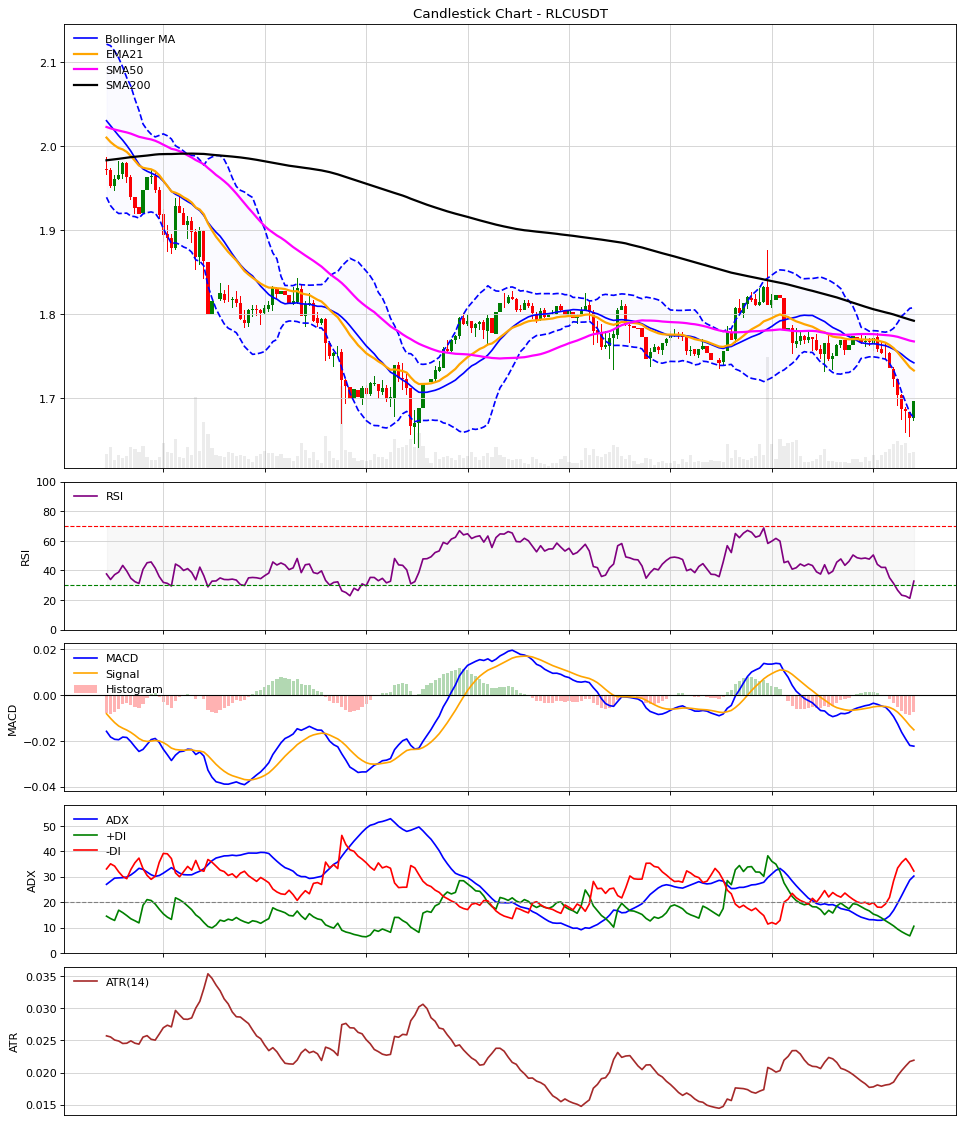 Candlestick Chart - RLCUSDT
Bollinger MA
EMA21
SMA50
SMA200
2.1
2.0
1.9
1.8
1.7
RSI
100
80
60
40
20
0
RSI
MACD
Signal
Histogram
0.02
0.00
−0.02
−0.04
MACD
ADX
+DI
-DI
50
40
30
20
10
0
ADX
ATR(14)
0.035
0.030
0.025
0.020
0.015
ATR